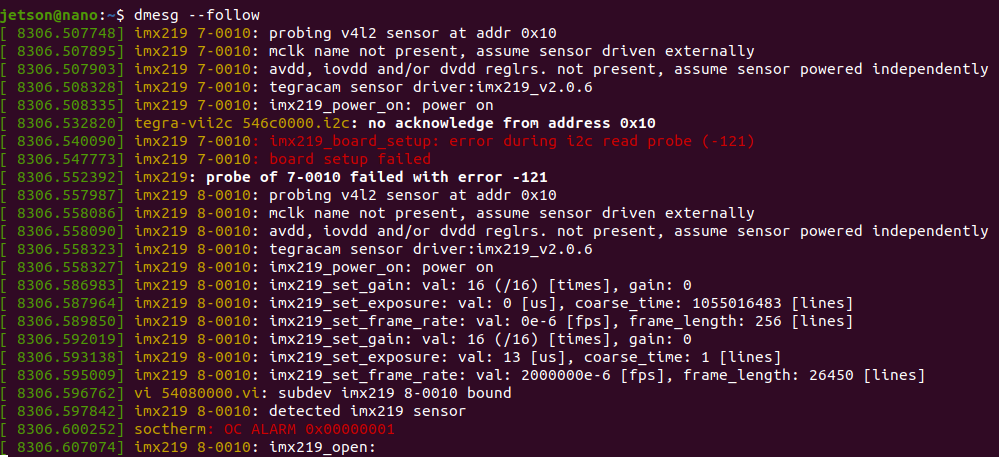 jetson@nano:~$ dmesg --follow
[ 8306.507748] imx219 7-0010: probing v4l2 sensor at addr 0x10
[ 8306.507895] imx219 7-0010: mclk name not present, assume sensor driven externally
[ 8306.507903] imx219 7-0010: avdd, iovdd and/or dvdd reglrs. not present, assume sensor powered independently
[ 8306.508328] imx219 7-0010: tegracam sensor driver:imx219_v2.0.6
[ 8306.508335] imx219 7-0010: imx219_power_on: power on
[ 8306.532820] tegra-vii2c 546c0000.i2c: no acknowledge from address 0x10
[ 8306.540090] imx219 7-0010: imx219_board_setup: error during i2c read probe (-121)
[ 8306.547773] imx219 7-0010: board setup failed
[ 8306.552392] imx219: probe of 7-0010 failed with error -121
[ 8306.557987] imx219 8-0010: probing v4l2 sensor at addr 0x10
[ 8306.558086] imx219 8-0010: mclk name not present, assume sensor driven externally
[ 8306.558090] imx219 8-0010: avdd, iovdd and/or dvdd reglrs. not present, assume sensor powered independently
[ 8306.558323] imx219 8-0010: tegracam sensor driver:imx219_v2.0.6
[ 8306.558327] imx219 8-0010: imx219_power_on: power on
[ 8306.586983] imx219 8-0010: imx219_set_gain: val: 16 (/16) [times], gain: 0
[ 8306.587964] imx219 8-0010: imx219_set_exposure: val: 0 [us], coarse_time: 1055016483 [lines]
[ 8306.589850] imx219 8-0010: imx219_set_frame_rate: val: 0e-6 [fps], frame_length: 256 [lines]
[ 8306.592019] imx219 8-0010: imx219_set_gain: val: 16 (/16) [times], gain: 0
[ 8306.593138] imx219 8-0010: imx219_set_exposure: val: 13 [us], coarse_time: 1 [lines]
[ 8306.595009] imx219 8-0010: imx219_set_frame_rate: val: 2000000e-6 [fps], frame_length: 26450 [lines]
[ 8306.596762] vi 54080000.vi: subdev imx219 8-0010 bound
[ 8306.597842] imx219 8-0010: detected imx219 sensor
[ 8306.600252] soctherm: OC ALARM 0x00000001
[ 8306.607074] imx219 8-0010: imx219_open: